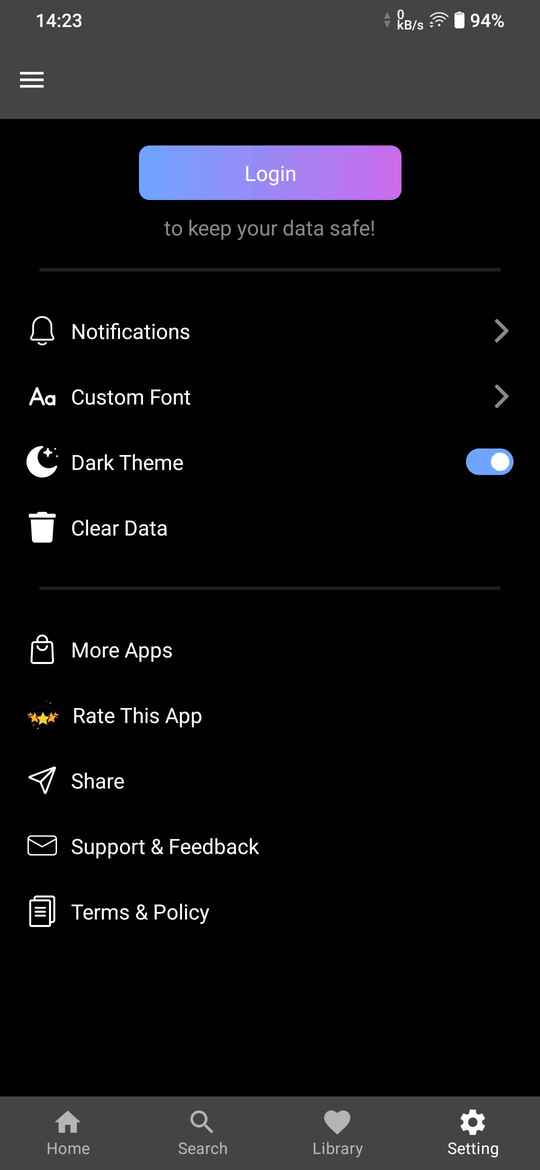 14:23
0
kB/s
94%
Login
to keep your data safe!
Notifications
Aa Custom Font
Dark Theme
Clear Data
More Apps
Rate This App
Share
Support & Feedback
Terms & Policy
Home Search Library Setting